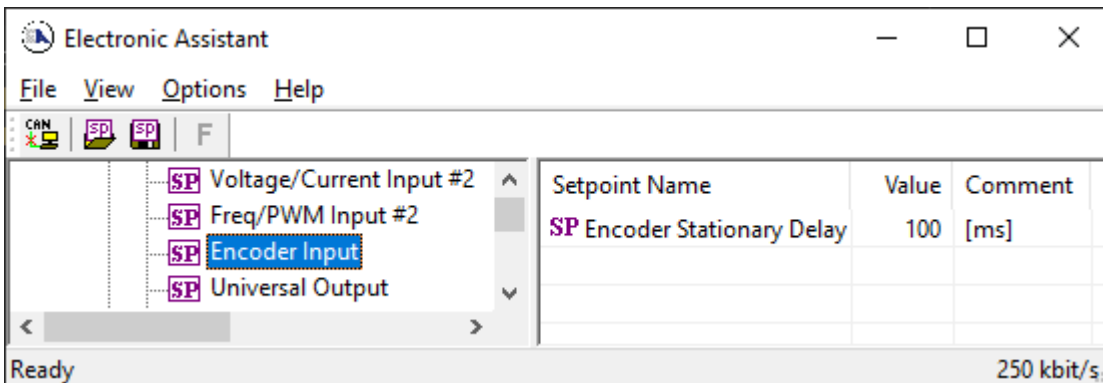 Electronic Assistant
File View Options Help
CAN SP SP F
SP Voltage/Current Input #2
SP Freq/PWM Input #2
SP Encoder Input
SP Universal Output
Setpoint Name Value Comment
SP Encoder Stationary Delay 100 [ms]
Ready 250 kbit/s